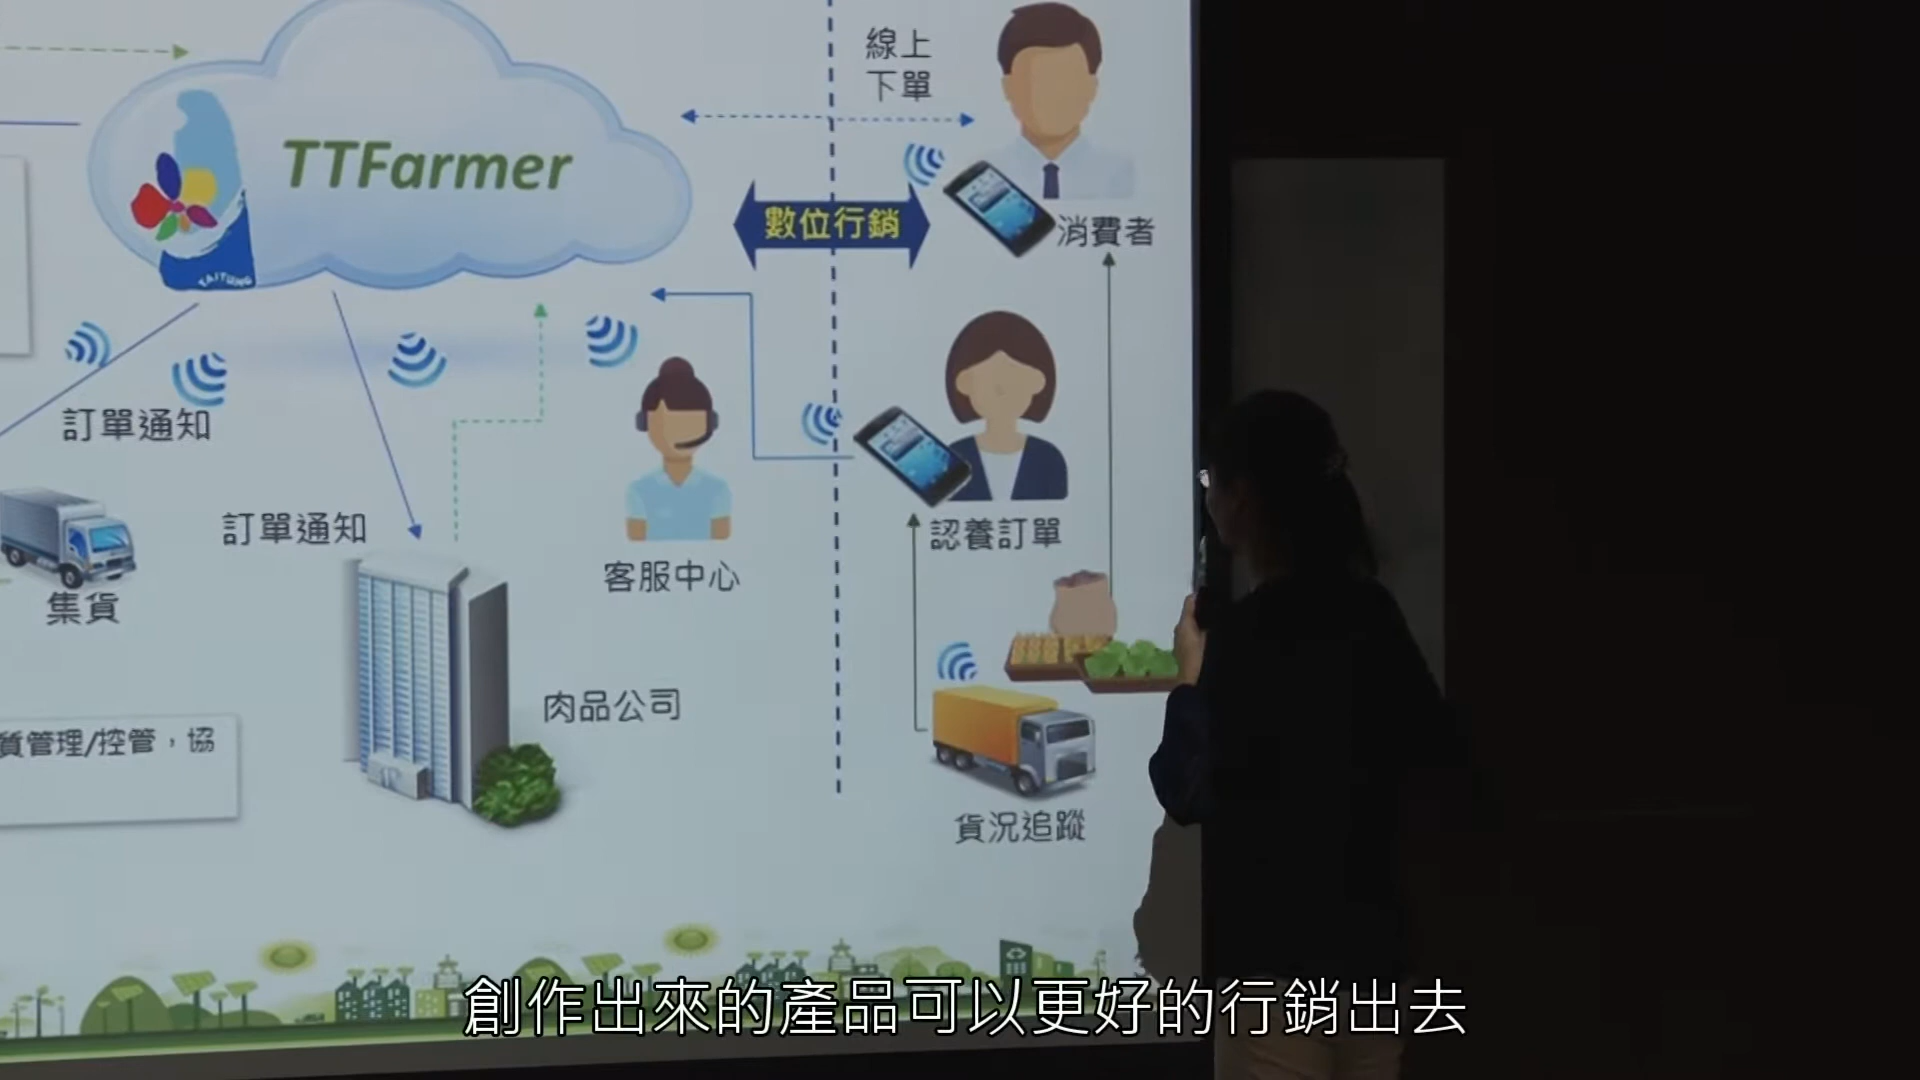 線上
下單
TTFarmer
數位行銷
消費者
TAITUNG
訂單通知
訂單通知
認養訂單
客服中心
集貨
肉品公司
質管理/控管，協
貨況追蹤
創作出來的產品可以更好的行銷出去